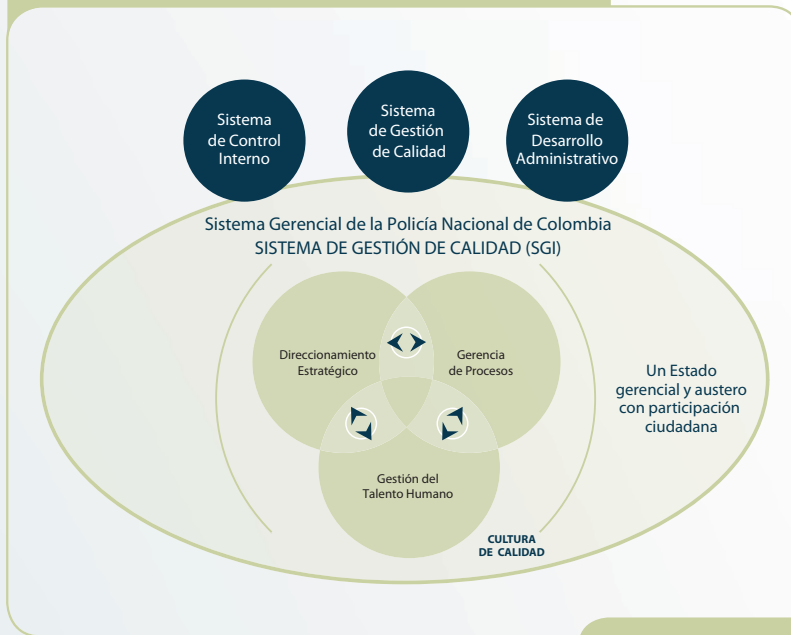 Sistema
de Control
Interno
Sistema
de Gestión
de Calidad
Sistema de
Desarrollo
Administrativo
Sistema Gerencial de la Policía Nacional de Colombia
SISTEMA DE GESTIÓN DE CALIDAD (SGI)
Direccionamiento
Estratégico
Gerencia
de Procesos
Gestión del
Talento Humano
Un Estado
gerencial y austero
con participación
ciudadana
CULTURA
DE CALIDAD